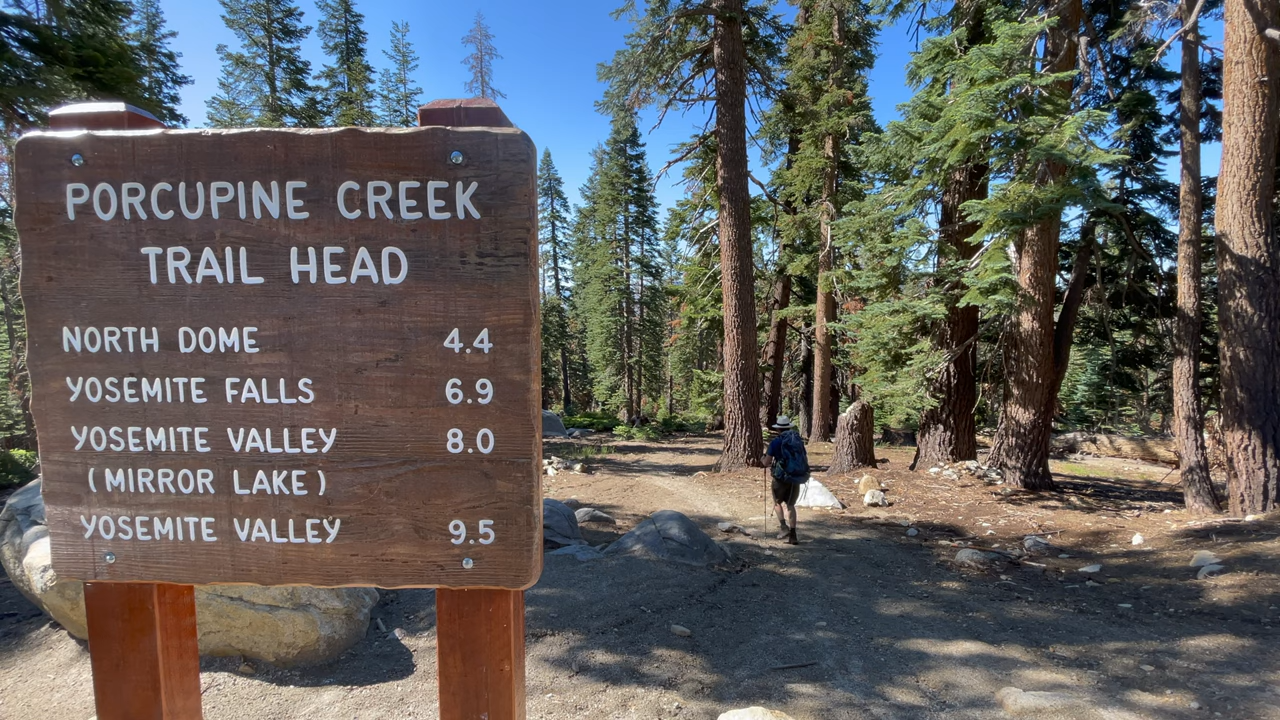 PORCUPINE CREEK
TRAIL HEAD
NORTH DOME 4.4
YOSEMITE FALLS 6.9
YOSEMITE VALLEY 8.0
(MIRROR LAKE)
YOSEMITE VALLEY 9.5